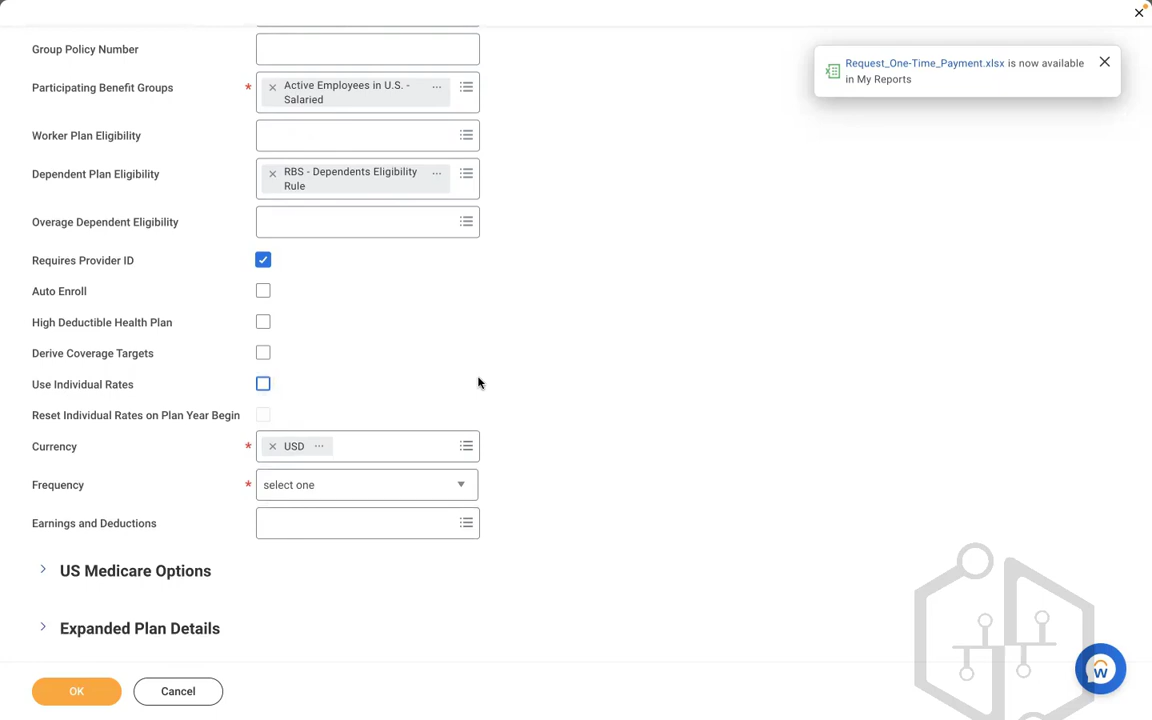 Group Policy Number
Request_One-Time_Payment.xlsx is now available
in My Reports
Participating Benefit Groups *
Active Employees in U.S. -
Salaried
Worker Plan Eligibility
Dependent Plan Eligibility
RBS - Dependents Eligibility
Rule
Overage Dependent Eligibility
Requires Provider ID
Auto Enroll
High Deductible Health Plan
Derive Coverage Targets
Use Individual Rates
Reset Individual Rates on Plan Year Begin
Currency * USD
Frequency * select one
Earnings and Deductions
US Medicare Options
Expanded Plan Details
OK Cancel
W